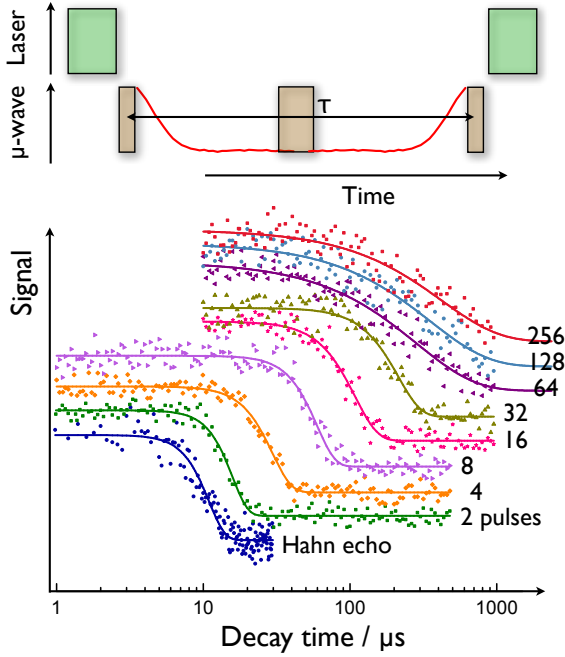 Laser
μ-wave
τ
Time
Signal
256
128
64
32
16
8
4
2 pulses
Hahn echo
1 10 100 1000
Decay time / μs